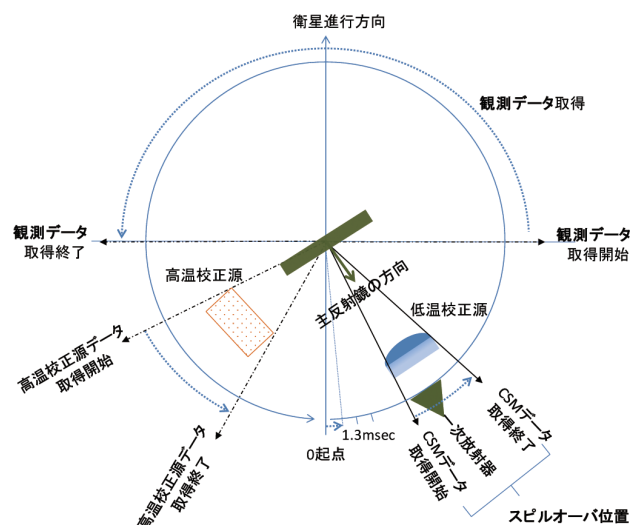 衛星進行方向
観測データ取得
観測データ
取得終了
観測データ
取得開始
高温校正源
主反射鏡の方向
低温校正源
高温校正源データ
取得開始
高温校正源データ
取得終了
0起点
1.3msec
CSMデータ
取得開始
一次放射器
CSMデータ
取得終了
スピルオーバ位置